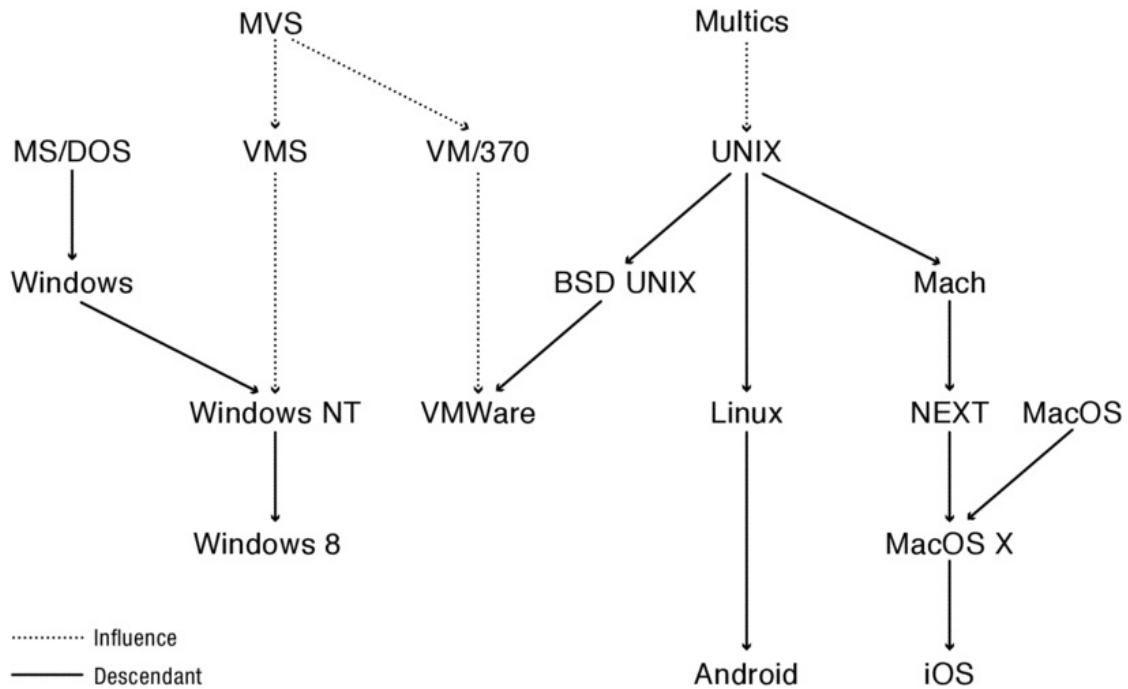 MVS Multics
MS/DOS VMS VM/370 UNIX
Windows BSD UNIX Mach
Windows NT VMWare Linux NEXT MacOS
Windows 8 MacOS X
Influence
Descendant Android iOS